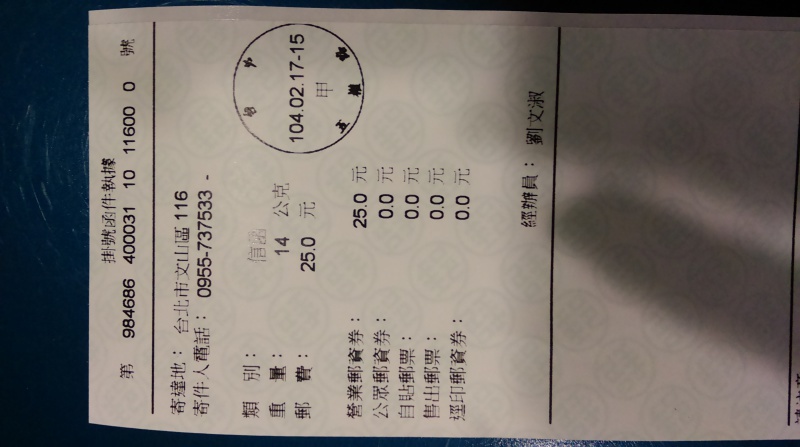 掛號函件執據
第 984686 400031 10 11600 0 號
寄達地： 台北市文山區 116
寄件人電話： 0955-737533 -
類 別： 信函
重 量： 14 公克
郵 費： 25.0 元
104.02.17-15
甲
營業郵資券： 25.0 元
公眾郵資券： 0.0 元
自貼郵票： 0.0 元
售出郵票： 0.0 元
逕印郵資券： 0.0 元
經辦員： 劉文淑